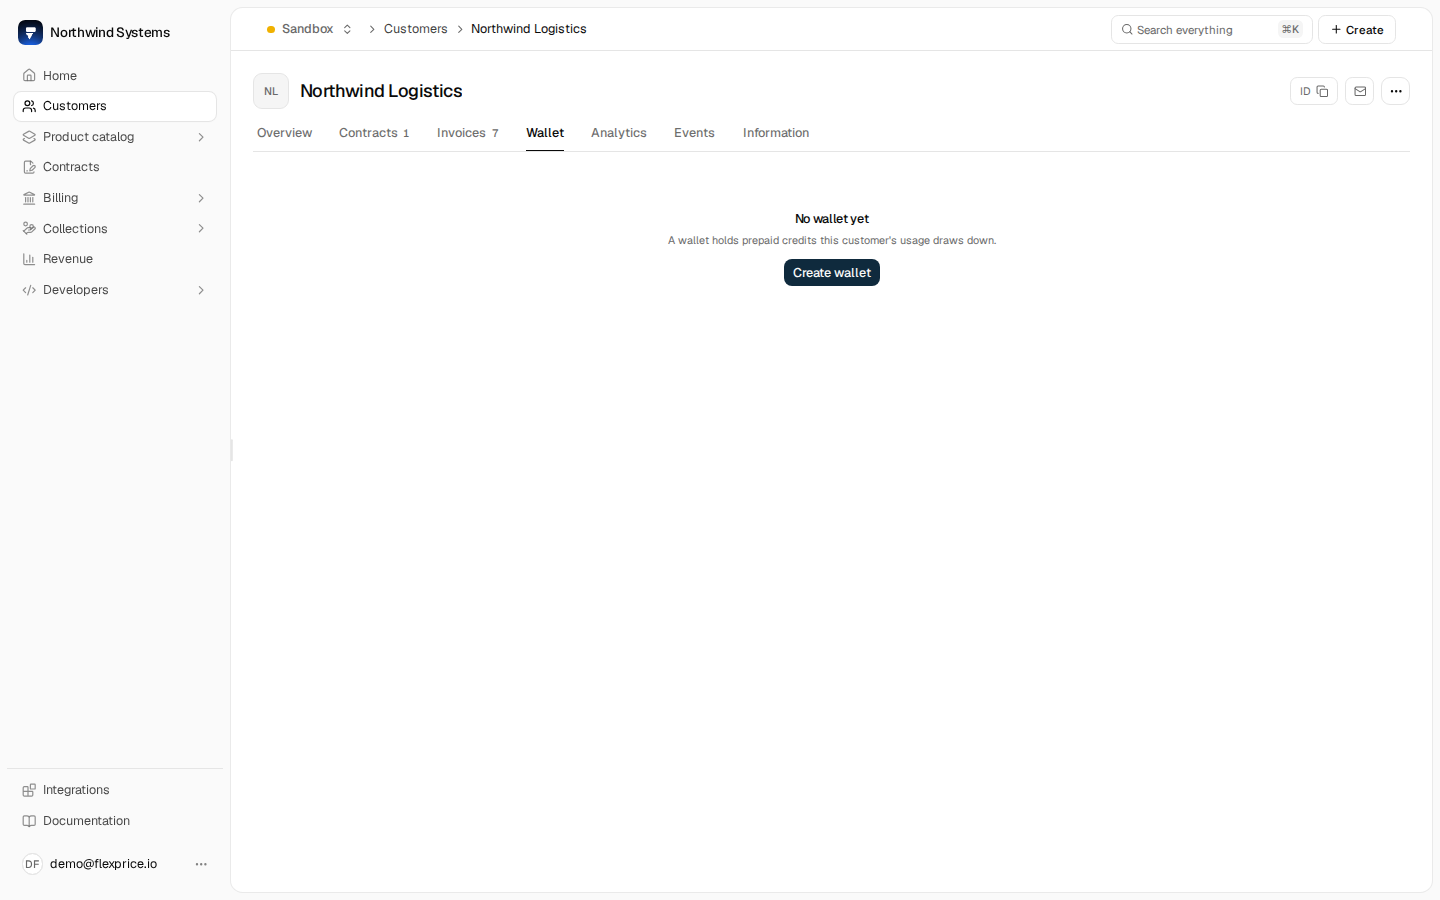 Northwind Systems
Home
Customers
Product catalog
Contracts
Billing
Collections
Revenue
Developers
Integrations
Documentation
DF demo@flexprice.io
Sandbox Customers Northwind Logistics
Search everything ⌘K Create
NL Northwind Logistics ID
Overview Contracts 1 Invoices 7 Wallet Analytics Events Information
No wallet yet
A wallet holds prepaid credits this customer's usage draws down.
Create wallet